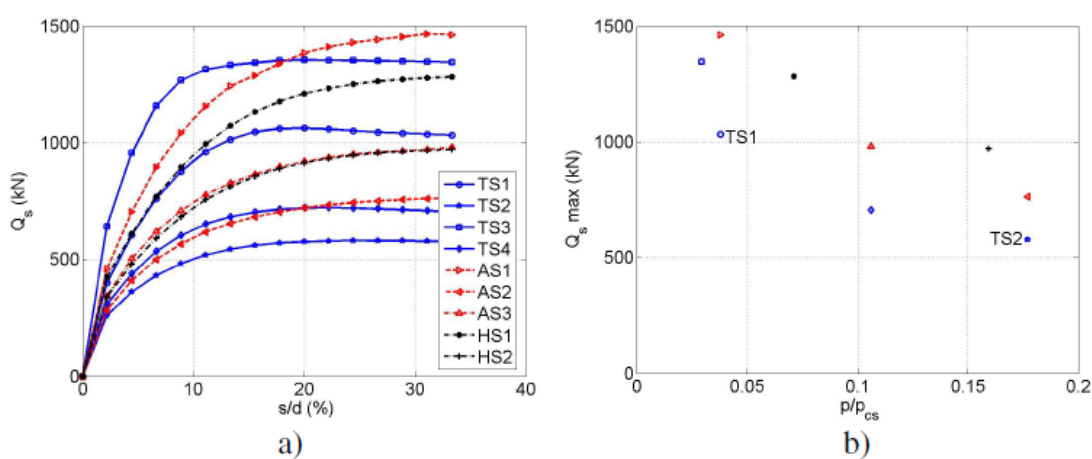 1500
1000
500
0
Q_s (kN)
0 10 20 30 40
s/d (%)
TS1
TS2
TS3
TS4
AS1
AS2
AS3
HS1
HS2
a)
1500
1000
500
0
Q_s max (kN)
TS1
TS2
0.05 0.1 0.15 0.2
p/p_cs
b)